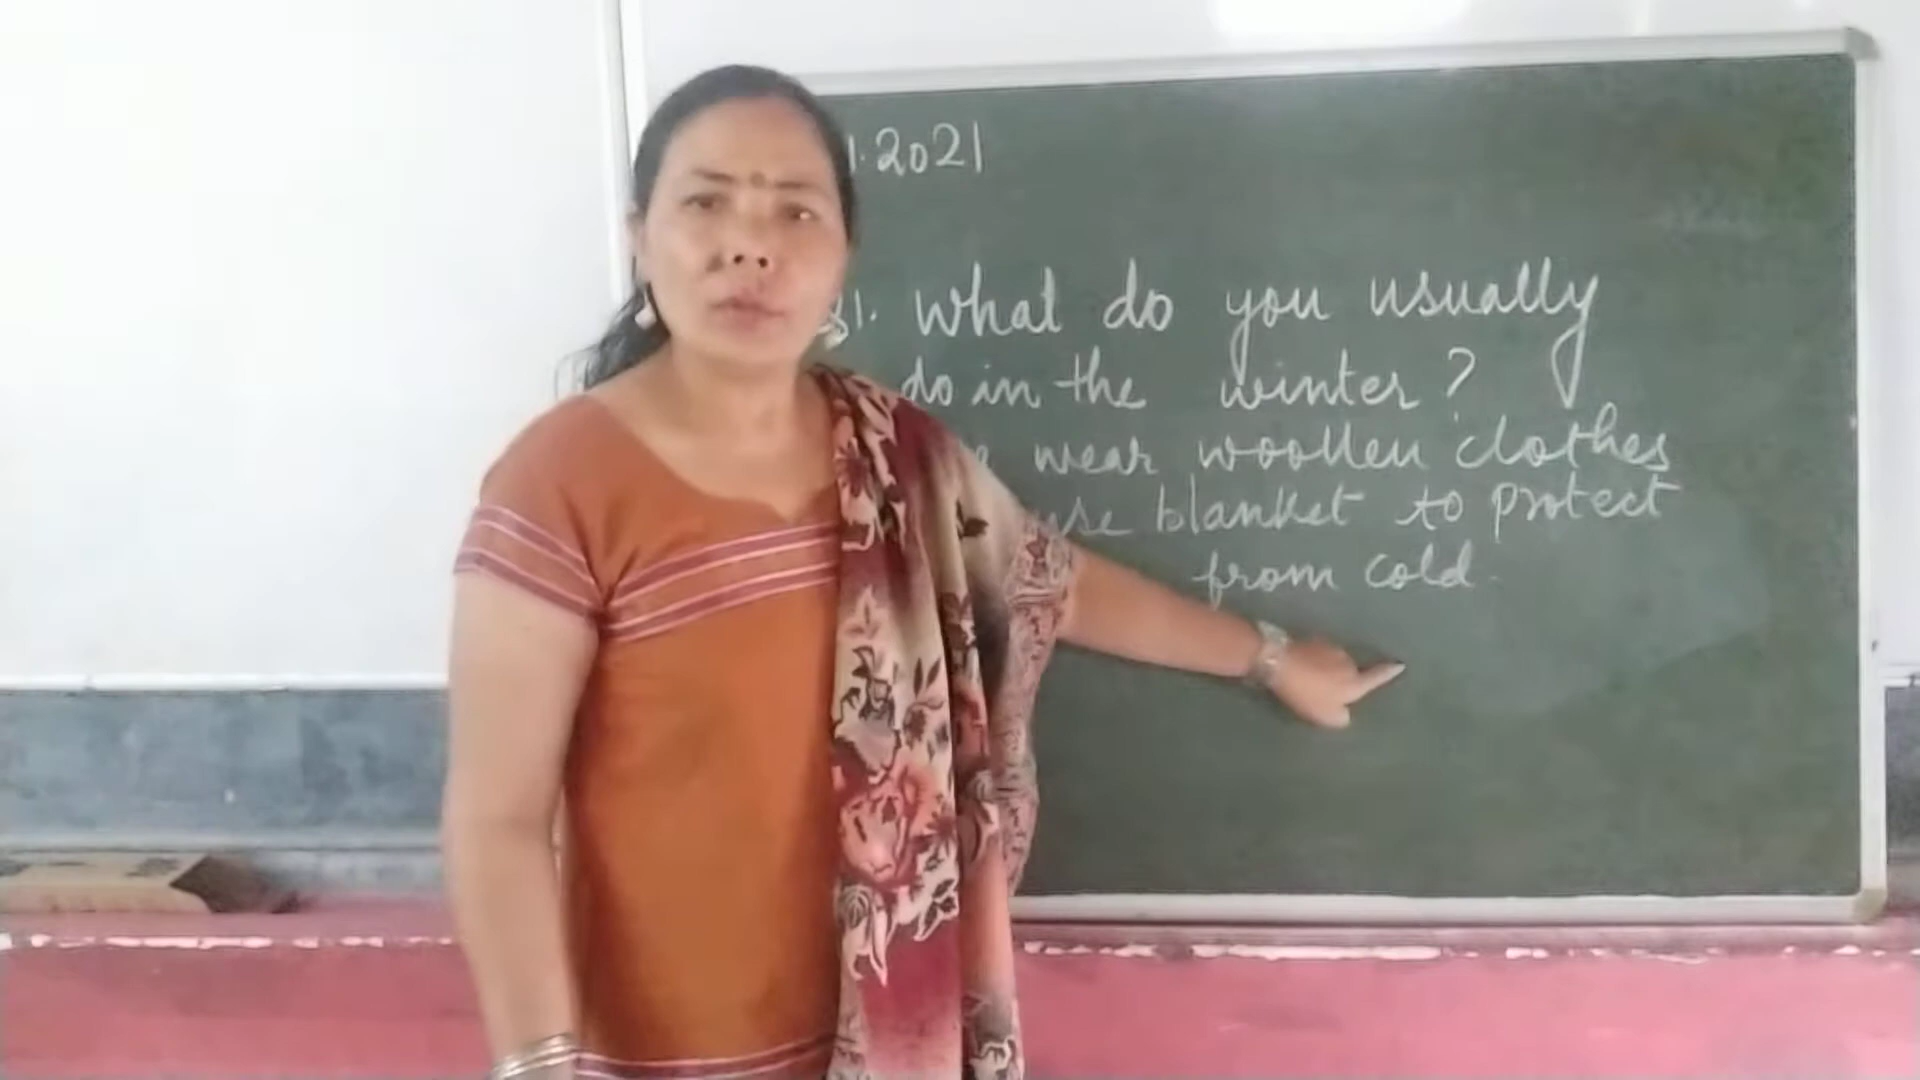 1.2021
1. What do you usually
do in the winter?
wear woollen clothes
use blanket to protect
from cold.